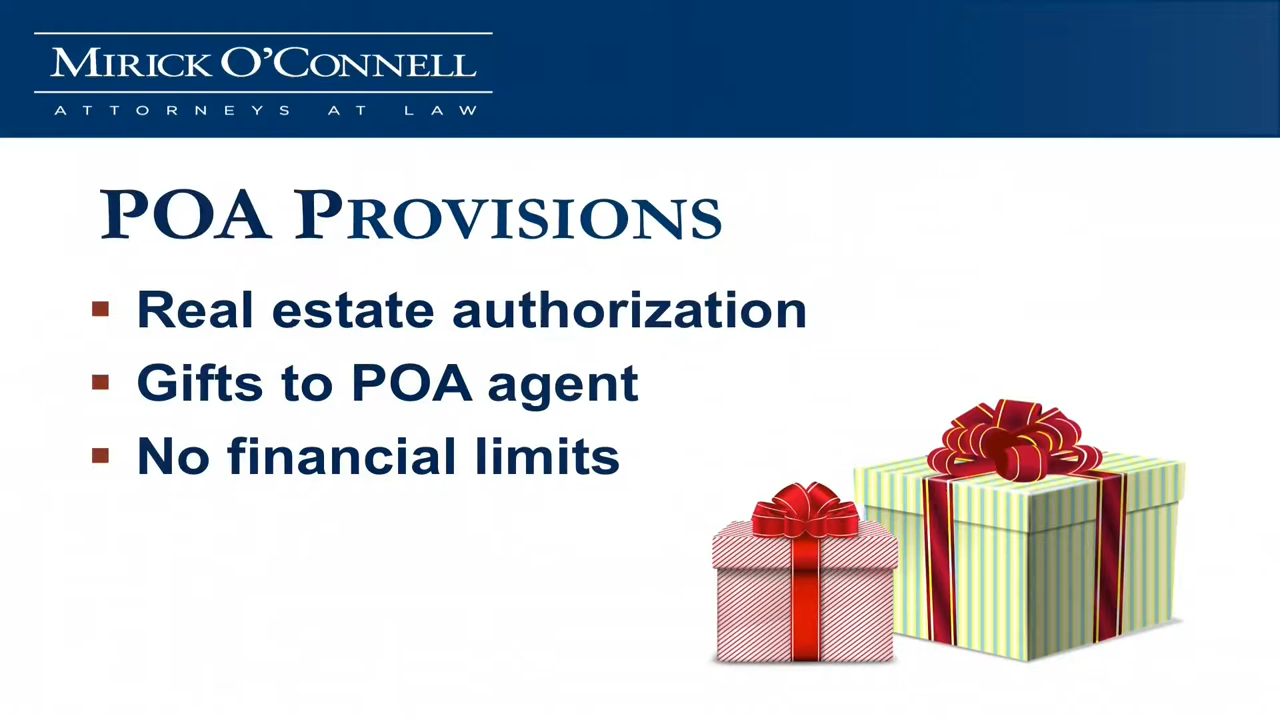 MIRICK O'CONNELL
ATTORNEYS AT LAW
POA PROVISIONS
Real estate authorization
Gifts to POA agent
No financial limits